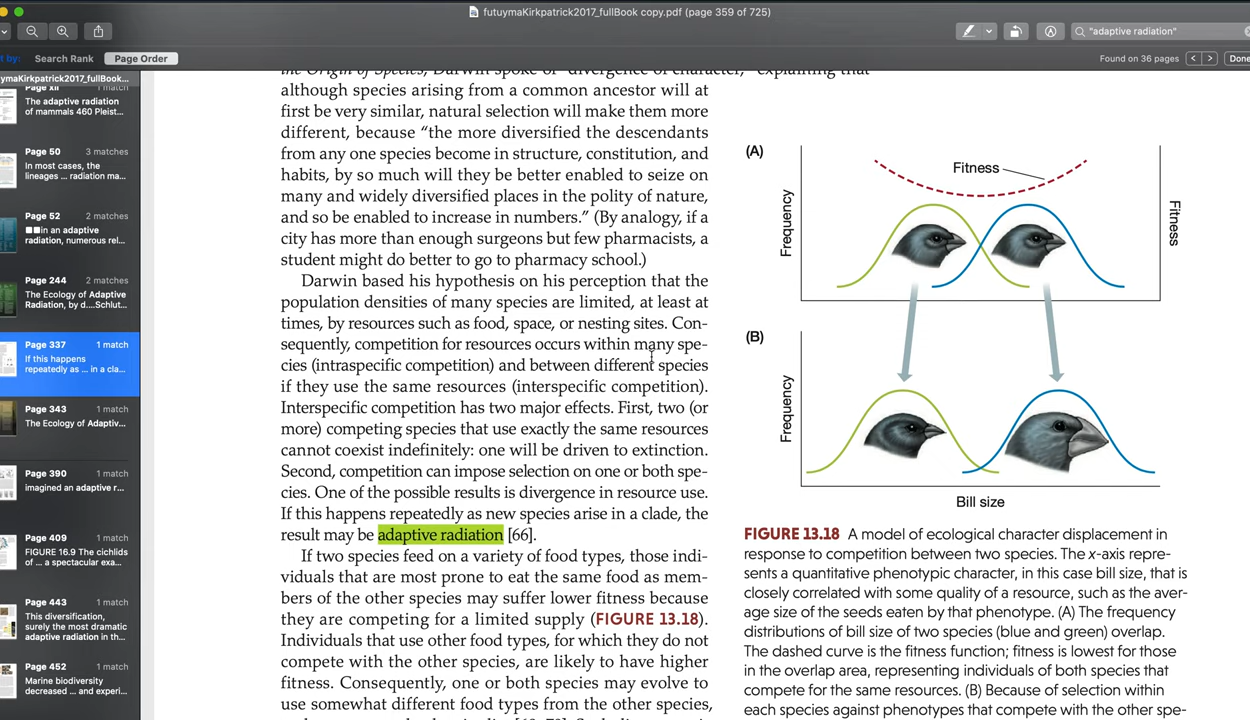 futuymaKirkpatrick2017_fullBook copy.pdf (page 359 of 725)
"adaptive radiation"
t by:
Search Rank
Page Order
Found on 36 pages
Done
ymaKirkpatrick2017_fullBook...
Page xii 1 match
The adaptive radiation
of mammals 460 Pleist...
Page 50 3 matches
In most cases, the
lineages ... radiation ma...
Page 52 2 matches
■■in an adaptive
radiation, numerous rel...
Page 244 2 matches
The Ecology of Adaptive
Radiation, by d....Schlut...
Page 337 1 match
If this happens
repeatedly as ... in a cla...
Page 343 1 match
The Ecology of Adaptiv...
Page 390 1 match
imagined an adaptive r...
Page 409 1 match
FIGURE 16.9 The cichlids
of ... a spectacular exa...
Page 443 1 match
This diversification,
surely the most dramatic
adaptive radiation in th...
Page 452 1 match
Marine biodiversity
decreased ... and experi...
the Origin of Species, Darwin spoke of "divergence of character," explaining that
although species arising from a common ancestor will at
first be very similar, natural selection will make them more
different, because “the more diversified the descendants
from any one species become in structure, constitution, and
habits, by so much will they be better enabled to seize on
many and widely diversified places in the polity of nature,
and so be enabled to increase in numbers.” (By analogy, if a
city has more than enough surgeons but few pharmacists, a
student might do better to go to pharmacy school.)
Darwin based his hypothesis on his perception that the
population densities of many species are limited, at least at
times, by resources such as food, space, or nesting sites. Con-
sequently, competition for resources occurs within many spe-
cies (intraspecific competition) and between different species
if they use the same resources (interspecific competition).
Interspecific competition has two major effects. First, two (or
more) competing species that use exactly the same resources
cannot coexist indefinitely: one will be driven to extinction.
Second, competition can impose selection on one or both spe-
cies. One of the possible results is divergence in resource use.
If this happens repeatedly as new species arise in a clade, the
result may be adaptive radiation [66].
If two species feed on a variety of food types, those indi-
viduals that are most prone to eat the same food as mem-
bers of the other species may suffer lower fitness because
they are competing for a limited supply (FIGURE 13.18).
Individuals that use other food types, for which they do not
compete with the other species, are likely to have higher
fitness. Consequently, one or both species may evolve to
use somewhat different food types from the other species,
(A)
Fitness
Frequency
Fitness
(B)
Frequency
Bill size
FIGURE 13.18 A model of ecological character displacement in
response to competition between two species. The x-axis repre-
sents a quantitative phenotypic character, in this case bill size, that is
closely correlated with some quality of a resource, such as the aver-
age size of the seeds eaten by that phenotype. (A) The frequency
distributions of bill size of two species (blue and green) overlap.
The dashed curve is the fitness function; fitness is lowest for those
in the overlap area, representing individuals of both species that
compete for the same resources. (B) Because of selection within
each species against phenotypes that compete with the other spe-